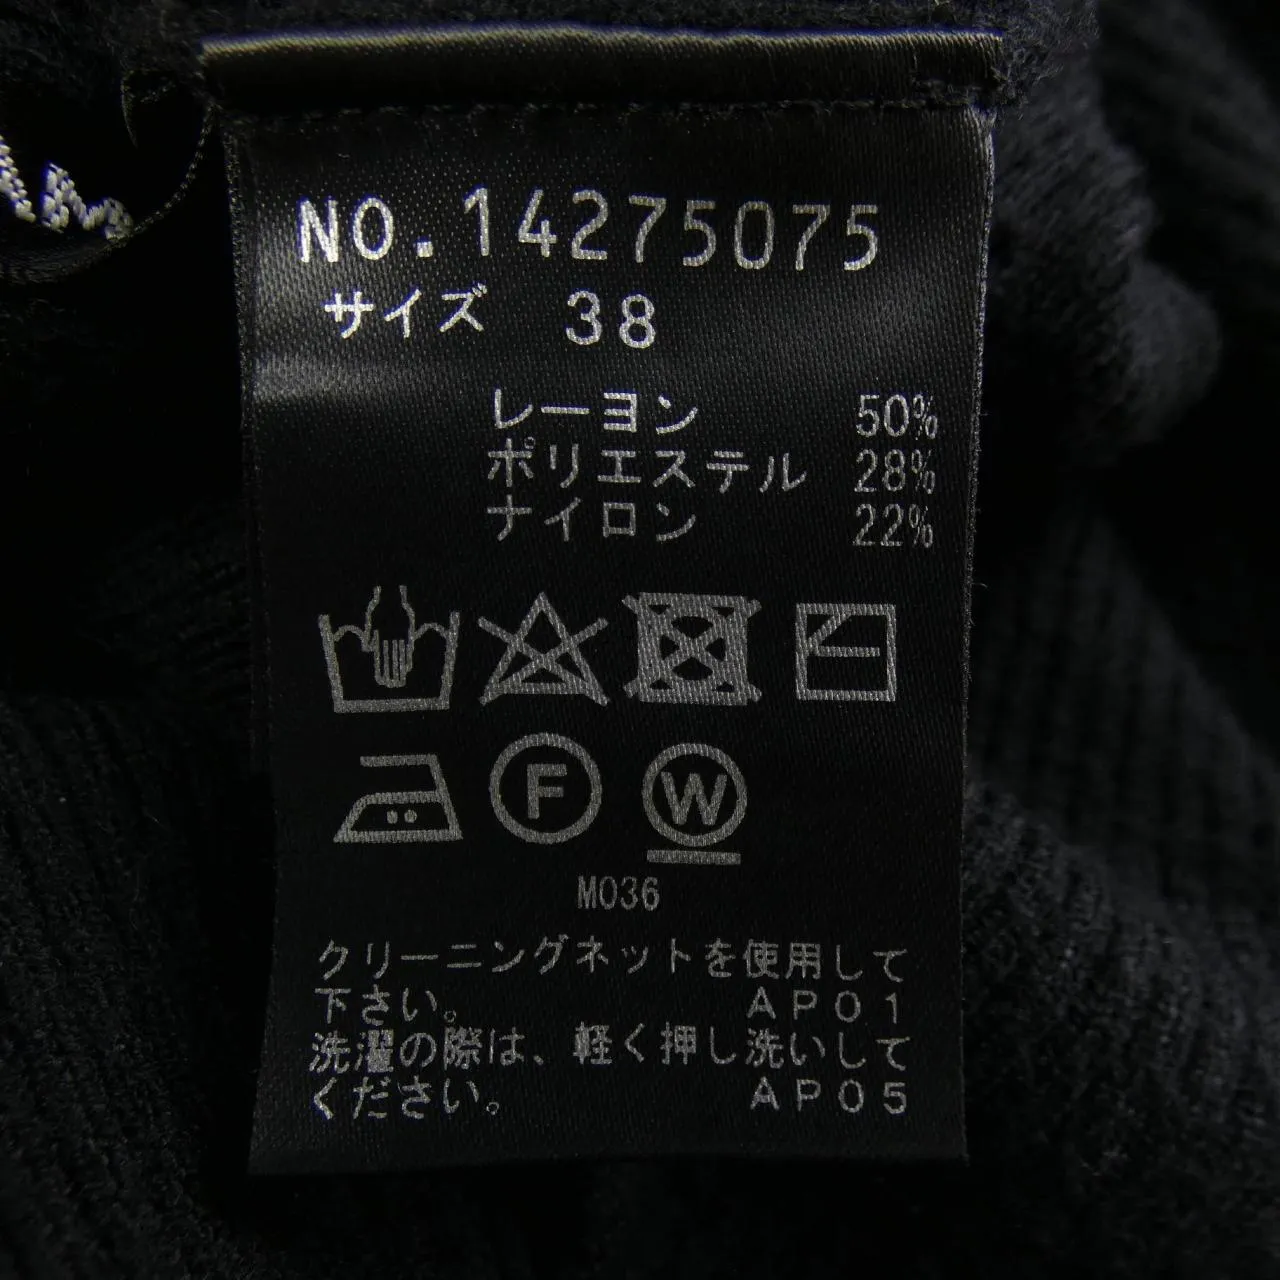 NO.14275075
サイズ 38
レーヨン 50%
ポリエステル 28%
ナイロン 22%
F W
M036
クリーニングネットを使用して
下さい。 AP01
洗濯の際は、軽く押し洗いして
ください。 AP05